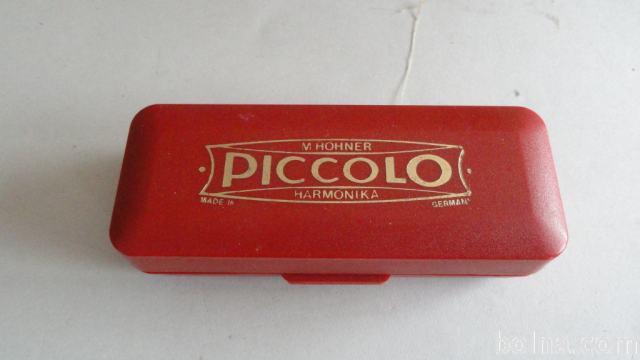 M. HOHNER
PICCOLO
HARMONIKA
MADE IN GERMANY
bolha.com